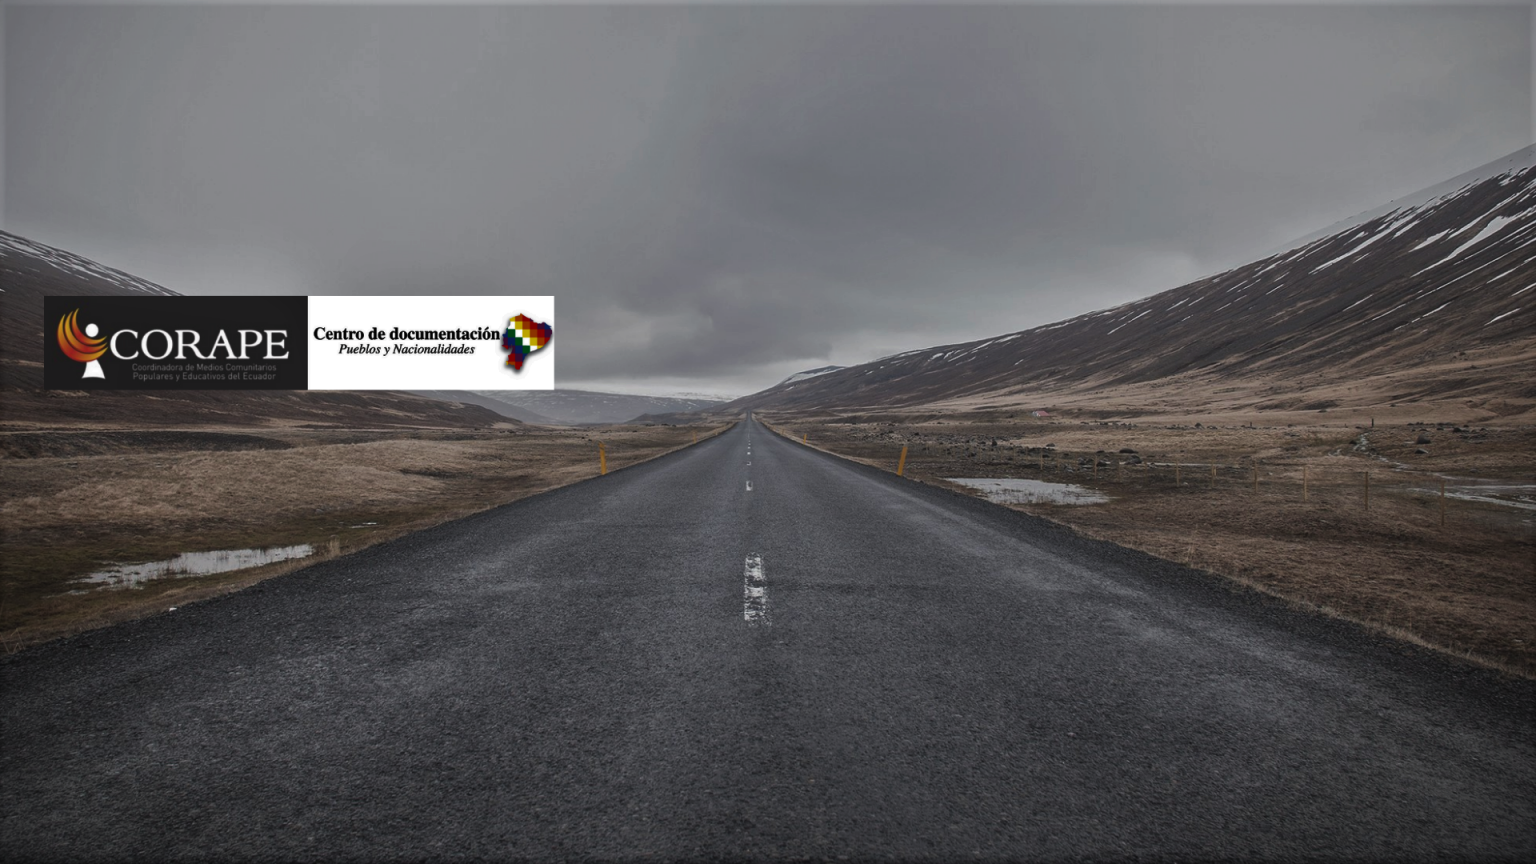 CORAPE
Coordinadora de Medios Comunitarios
Populares y Educativos del Ecuador
Centro de documentación
Pueblos y Nacionalidades